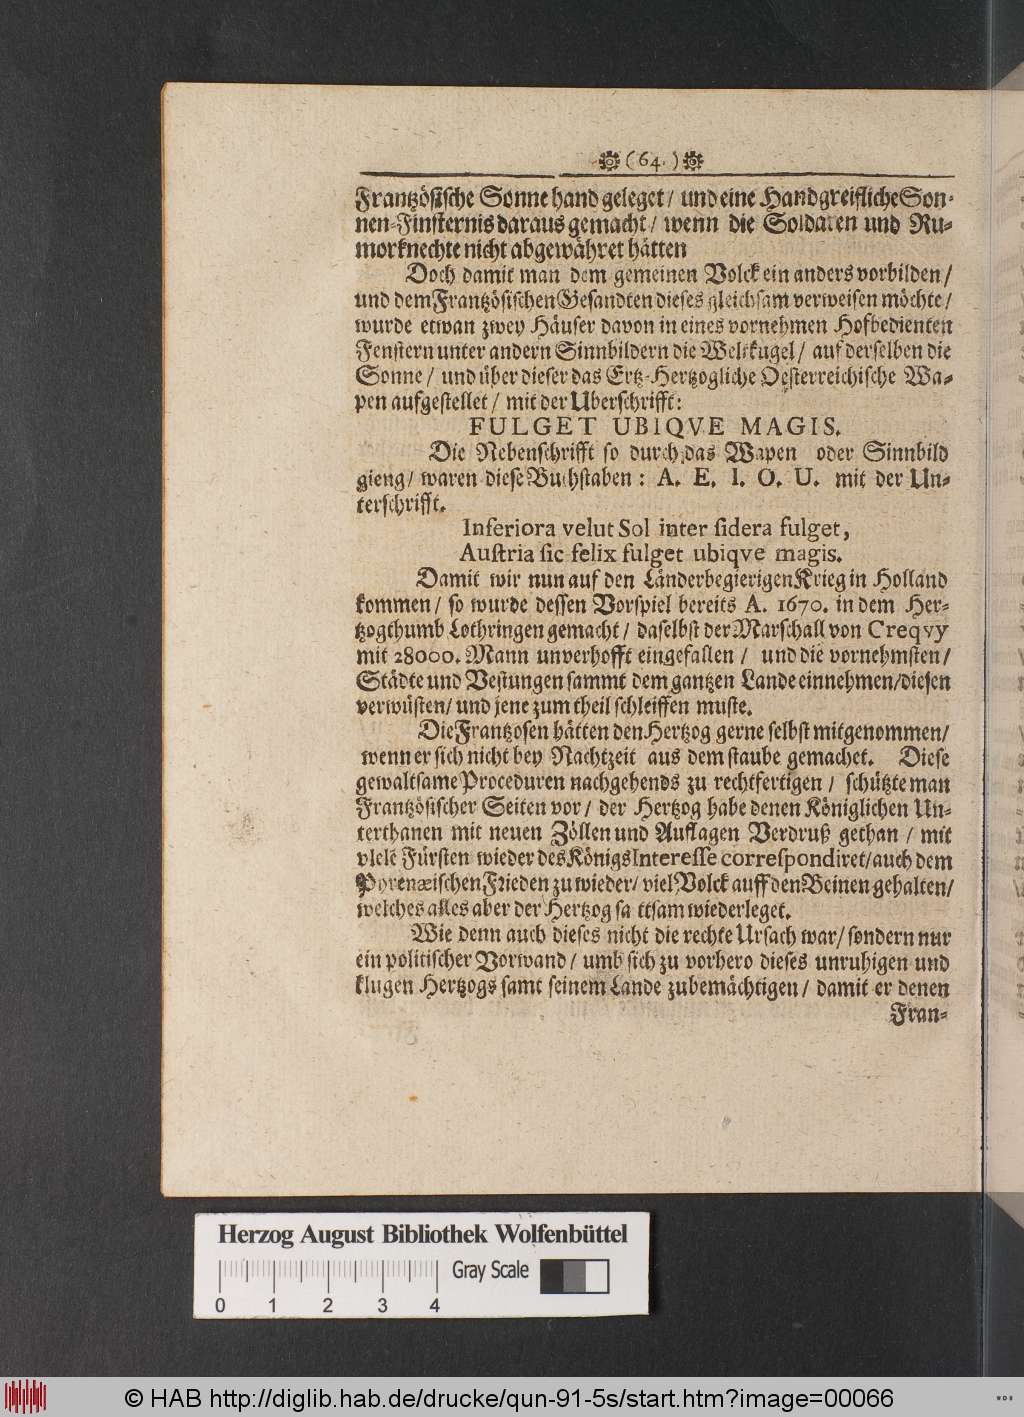 (64.)
Frantzösische Sonne hand geleget / und eine Handgreifliche Son-
nen-Finsternis daraus gemacht / wenn die Soldaten und Ru-
morknechte nicht abgewähret hätten
Doch damit man dem gemeinen Volck ein anders vorbilden /
und dem Frantzösischen Gesandten dieses gleichsam verweisen möchte /
wurde etwan zwey Häuser davon in eines vornehmen Hofbedienten
Fenstern unter andern Sinnbildern die Weltkugel / auf derselben die
Sonne / und über dieser das Ertz-Hertzogliche Oesterreichische Wa-
pen aufgestellet / mit der Uberschrifft:
FULGET UBIQVE MAGIS.
Die Nebenschrifft so durch das Wapen oder Sinnbild
gieng / waren diese Buchstaben : A. E. I. O. U. mit der Un-
terschrifft.
Inferiora velut Sol inter ſidera fulget,
Auſtria ſic felix fulget ubiqve magis.
Damit wir nun auf den Länderbegierigen Krieg in Holland
kommen / so wurde dessen Vorspiel bereits A. 1670. in dem Her-
tzogthumb Lothringen gemacht / daselbst der Marschall von Creqvy
mit 28000. Mann unverhofft eingefallen / und die vornehmsten /
Städte und Vestungen sammt dem gantzen Lande einnehmen / diesen
verwüsten / und jene zum theil schleiffen muste.
Die Frantzosen hätten den Hertzog gerne selbst mitgenommen /
wenn er sich nicht bey Nachtzeit aus dem staube gemachet. Diese
gewaltsame Proceduren nachgehends zu rechtfertigen / schützte man
Frantzösischer Seiten vor / der Hertzog habe denen Königlichen Un-
terthanen mit neuen Zöllen und Auflagen Verdruß gethan / mit
viele Fürsten wieder des Königs Intereſſe correſpondiret / auch dem
Pyrenæischen Frieden zu wieder / viel Volck auff den Beinen gehalten /
welches alles aber der Hertzog sattsam wiederleget.
Wie denn auch dieses nicht die rechte Ursach war / sondern nur
ein politischer Vorwand / umb sich zu vorhero dieses unruhigen und
klugen Hertzogs samt seinem Lande zubemächtigen / damit er denen
Fran-
Herzog August Bibliothek Wolfenbüttel
Gray Scale
0 1 2 3 4
© HAB http://diglib.hab.de/drucke/qun-91-5s/start.htm?image=00066